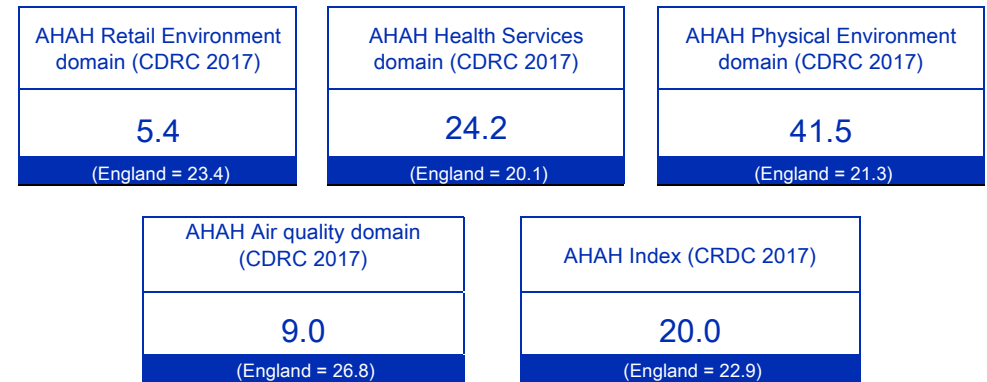 AHAH Retail Environment
domain (CDRC 2017)
5.4
(England = 23.4)
AHAH Health Services
domain (CDRC 2017)
24.2
(England = 20.1)
AHAH Physical Environment
domain (CDRC 2017)
41.5
(England = 21.3)
AHAH Air quality domain
(CDRC 2017)
9.0
(England = 26.8)
AHAH Index (CRDC 2017)
20.0
(England = 22.9)